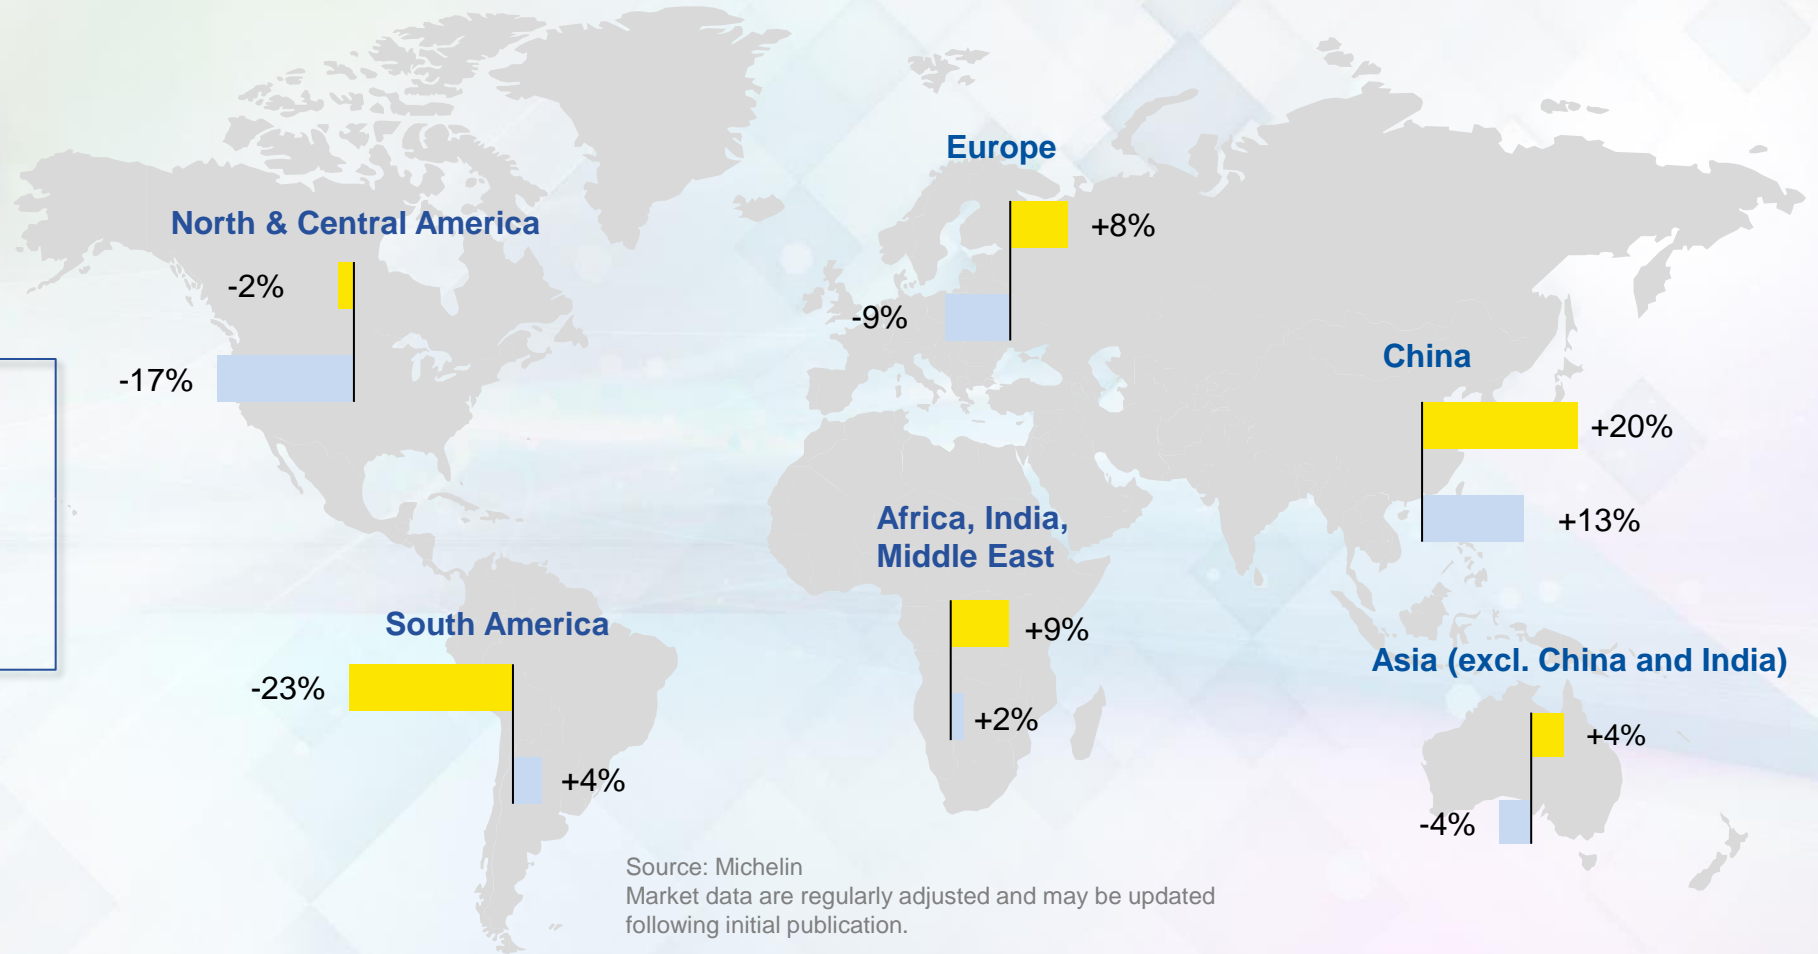 Europe
+8%
-9%
North & Central America
-2%
-17%
China
+20%
+13%
Africa, India,
Middle East
+9%
+2%
South America
-23%
+4%
Asia (excl. China and India)
+4%
-4%
Source: Michelin
Market data are regularly adjusted and may be updated
following initial publication.